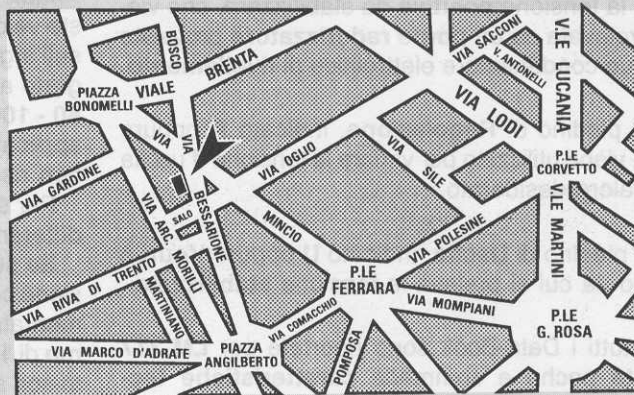 VIA SACCONI
V. ANTONELLI
V.LE LUCANIA
BOSCO
BRENTA
VIALE
PIAZZA
BONOMELLI
VIA LODI
VIA
VIA
VIA OGLIO
VIA SILE
P.LE
CORVETTO
VIA GARDONE
SALO
BESSARIONE
VIA ARC. MORILLI
MINCIO
VIA POLESINE
V.LE MARTINI
VIA RIVA DI TRENTO
MARTINIANO
P.LE
FERRARA
VIA MOMPIANI
P.LE
G. ROSA
VIA COMACCHIO
VIA MARCO D'ADRATE
PIAZZA
ANGILBERTO
POMPOSA